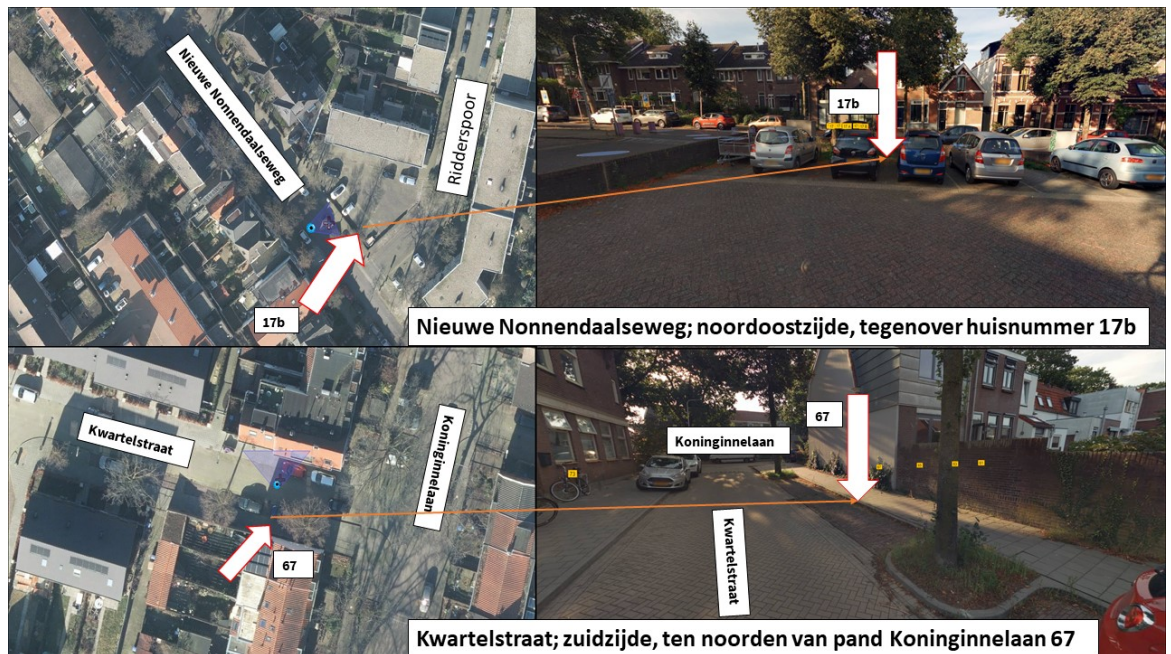 Nieuwe Nonnendaalseweg
Ridderspoor
17b
17b
Nieuwe Nonnendaalseweg; noordoostzijde, tegenover huisnummer 17b
Kwartelstraat
Koninginnelaan
67
Koninginnelaan
67
Kwartelstraat
Kwartelstraat; zuidzijde, ten noorden van pand Koninginnelaan 67